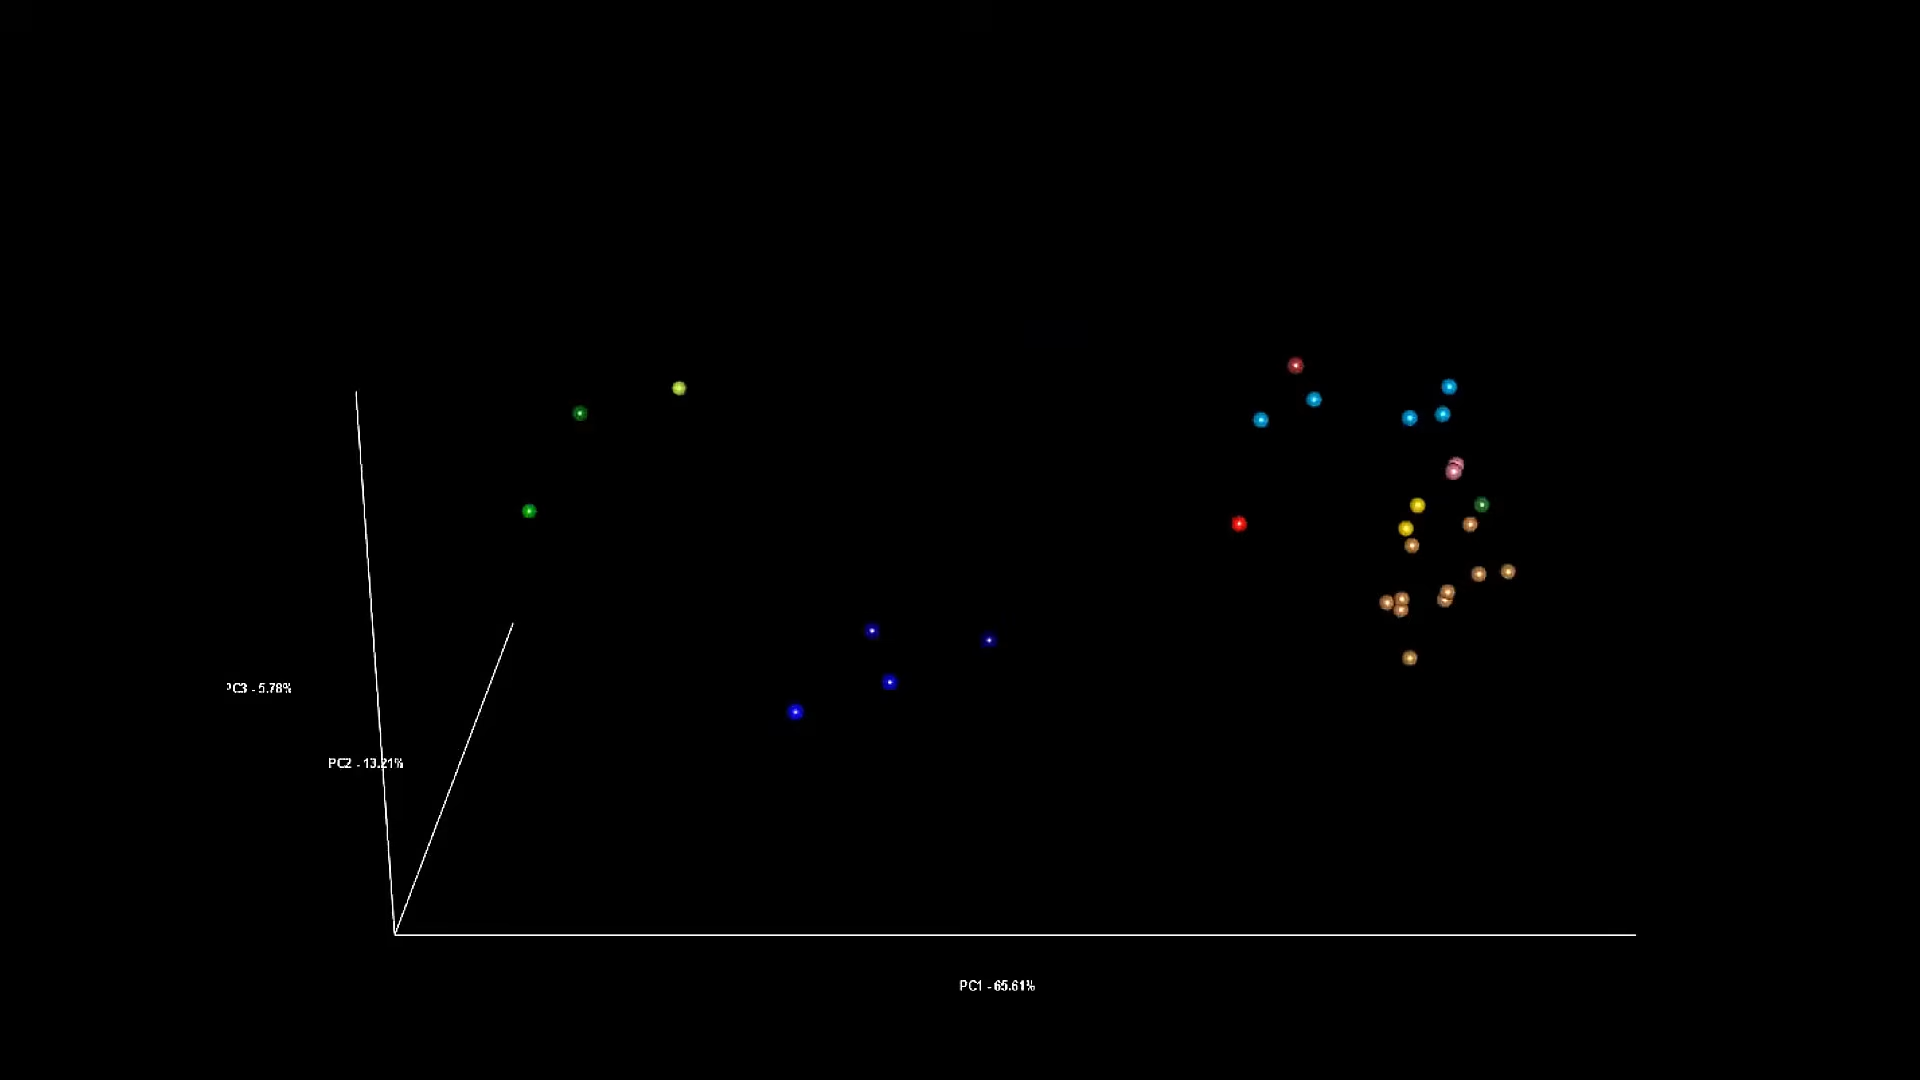 PC3 - 5.78%
PC2 - 13.21%
PC1 - 65.61%